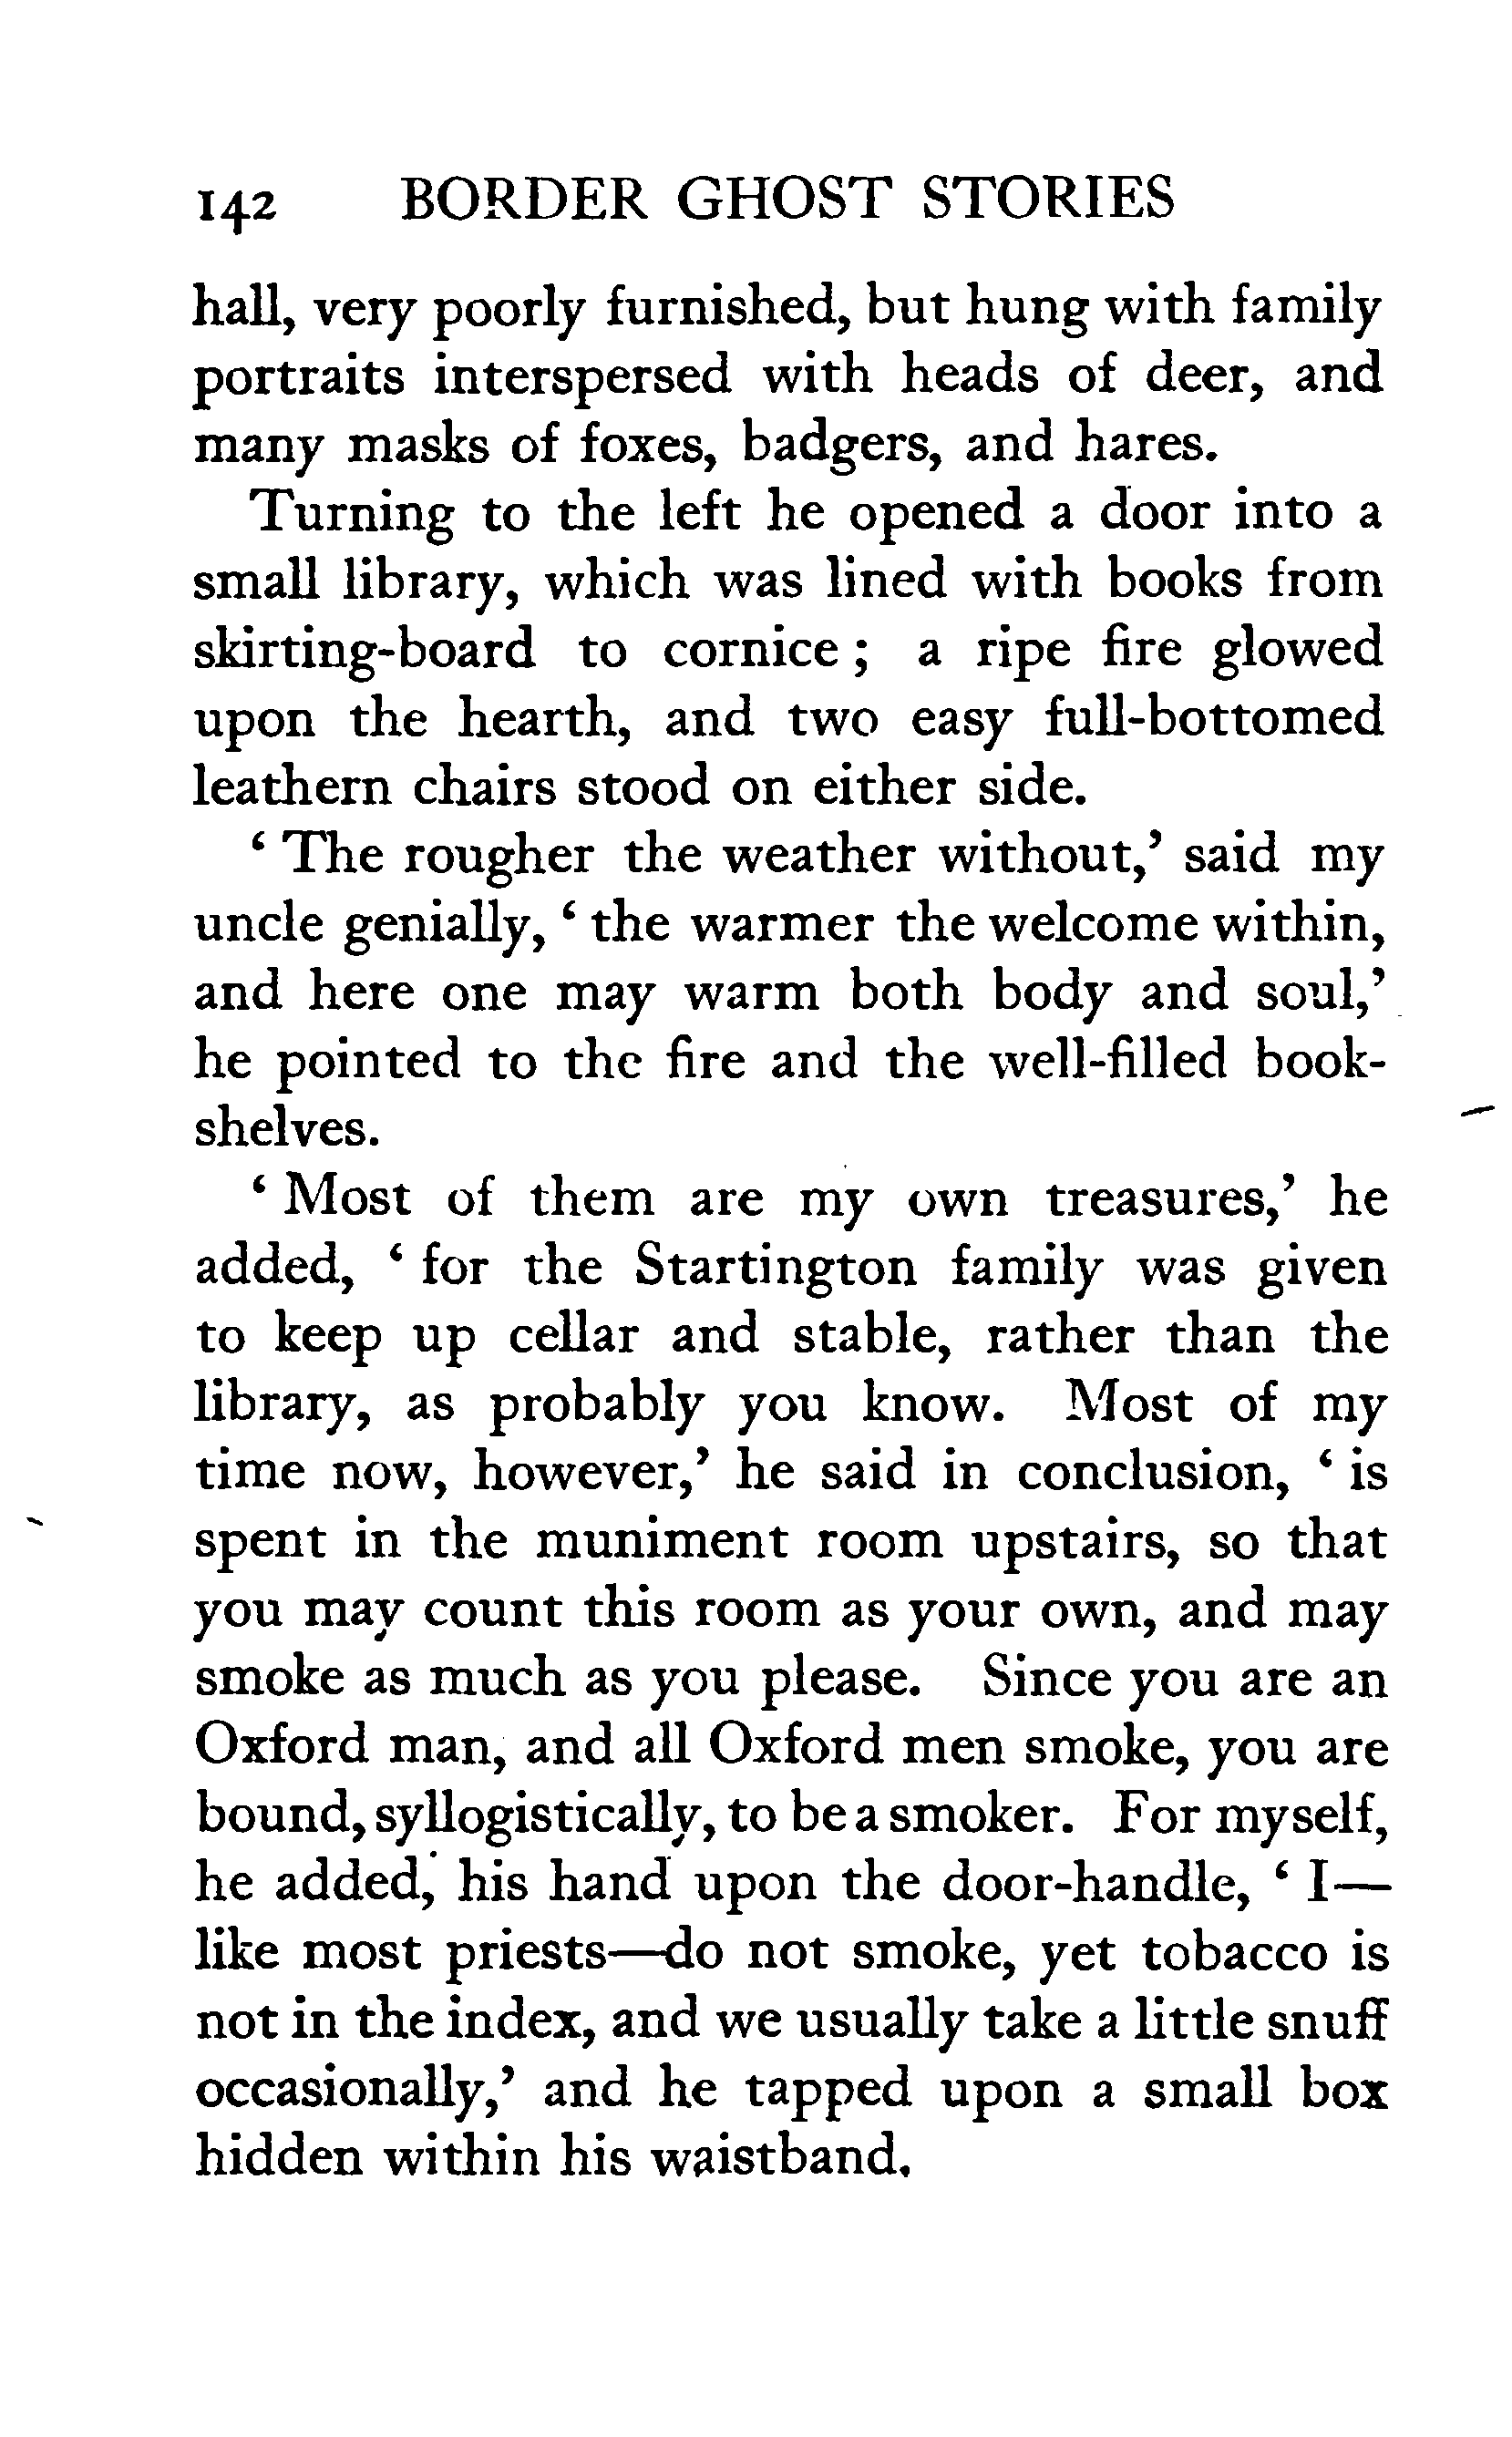 142 BORDER GHOST STORIES
hall, very poorly furnished, but hung with family
portraits interspersed with heads of deer, and
many masks of foxes, badgers, and hares.
Turning to the left he opened a door into a
small library, which was lined with books from
skirting-board to cornice ; a ripe fire glowed
upon the hearth, and two easy full-bottomed
leathern chairs stood on either side.
‘ The rougher the weather without,’ said my
uncle genially, ‘ the warmer the welcome within,
and here one may warm both body and soul,’
he pointed to the fire and the well-filled book-
shelves.
‘ Most of them are my own treasures,’ he
added, ‘ for the Startington family was given
to keep up cellar and stable, rather than the
library, as probably you know. Most of my
time now, however,’ he said in conclusion, ‘ is
spent in the muniment room upstairs, so that
you may count this room as your own, and may
smoke as much as you please. Since you are an
Oxford man, and all Oxford men smoke, you are
bound, syllogistically, to be a smoker. For myself,
he added, his hand upon the door-handle, ‘ I—
like most priests—do not smoke, yet tobacco is
not in the index, and we usually take a little snuff
occasionally,’ and he tapped upon a small box
hidden within his waistband.